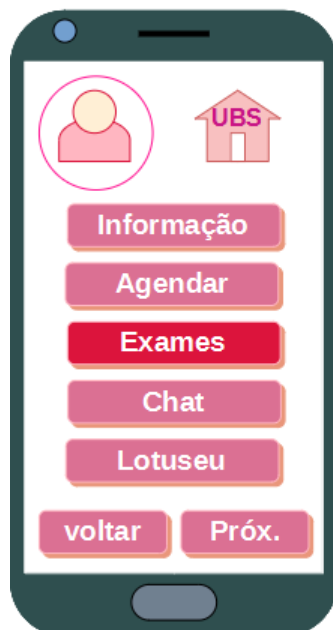 UBS
Informação
Agendar
Exames
Chat
Lotuseu
voltar Próx.